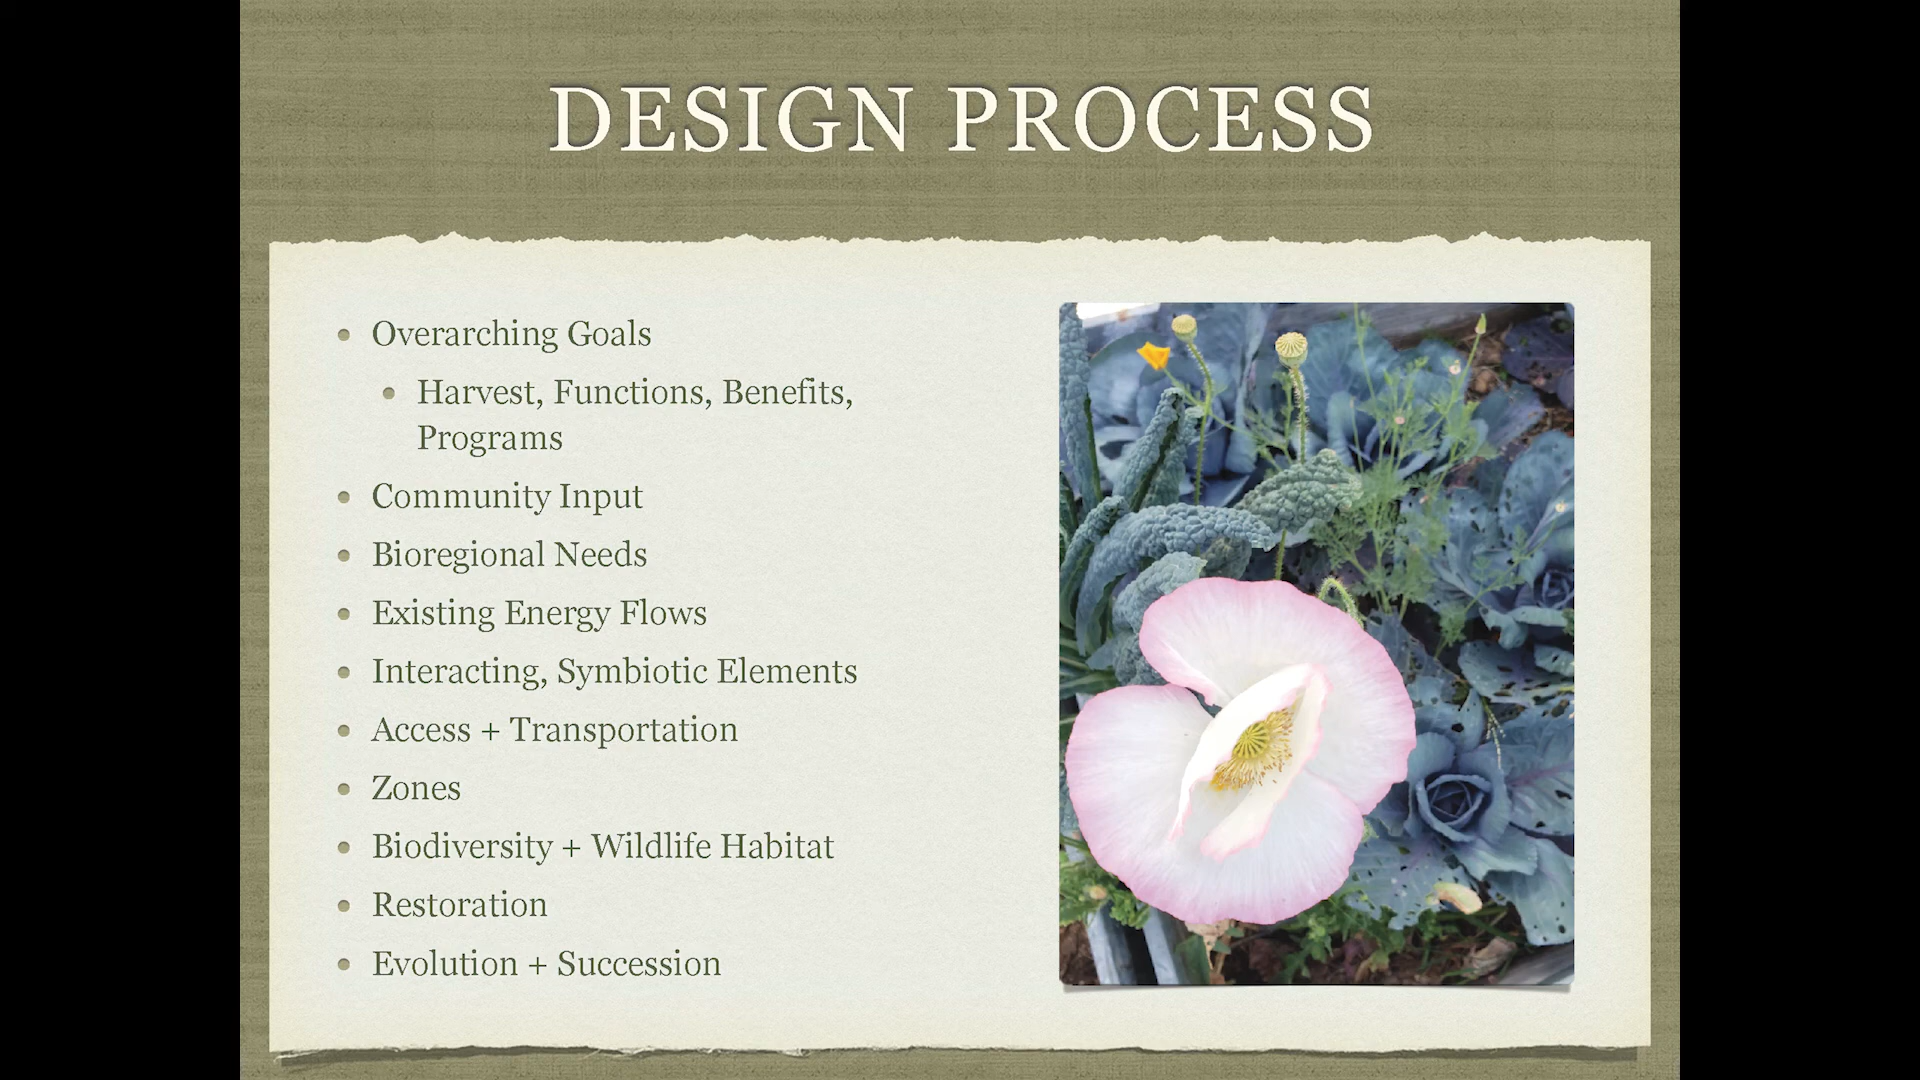 DESIGN PROCESS
Overarching Goals
Harvest, Functions, Benefits,
Programs
Community Input
Bioregional Needs
Existing Energy Flows
Interacting, Symbiotic Elements
Access + Transportation
Zones
Biodiversity + Wildlife Habitat
Restoration
Evolution + Succession